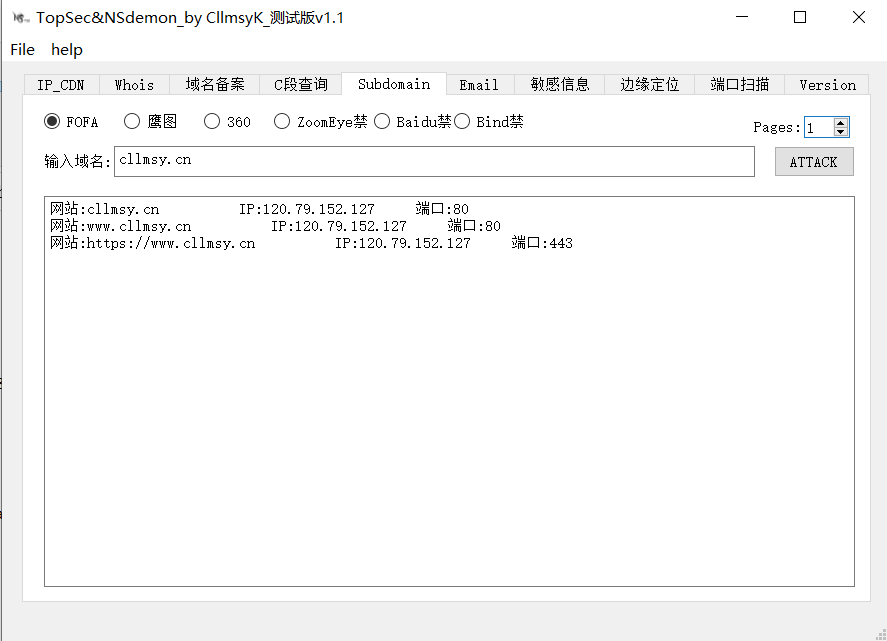 TopSec&NSdemon_by CllmsyK_测试版v1.1
File help
IP_CDN Whois 域名备案 C段查询 Subdomain Email 敏感信息 边缘定位 端口扫描 Version
FOFA 鹰图 360 ZoomEye禁 Baidu禁 Bind禁 Pages: 1
输入域名: cllmsy.cn ATTACK
网站:cllmsy.cn IP:120.79.152.127 端口:80
网站:www.cllmsy.cn IP:120.79.152.127 端口:80
网站:https://www.cllmsy.cn IP:120.79.152.127 端口:443